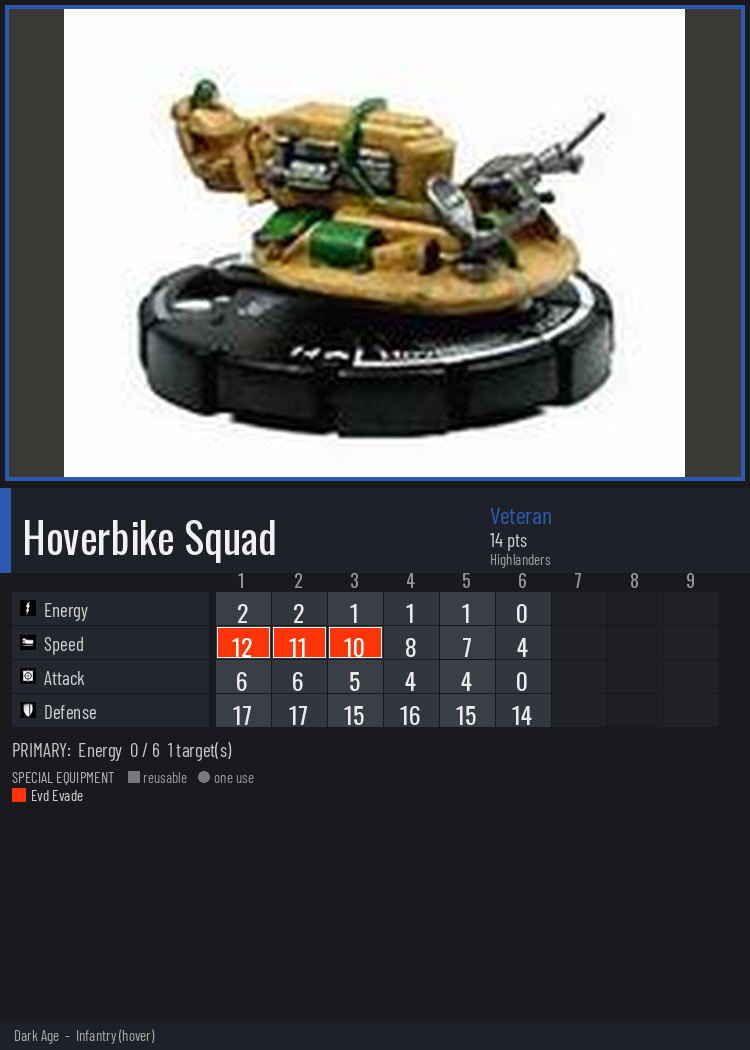 Hoverbike Squad
Veteran
14 pts
Highlanders
1 2 3 4 5 6 7 8 9
Energy 2 2 1 1 1 0
Speed 12 11 10 8 7 4
Attack 6 6 5 4 4 0
Defense 17 17 15 16 15 14
PRIMARY: Energy 0 / 6 1 target(s)
SPECIAL EQUIPMENT reusable one use
Evd Evade
Dark Age - Infantry (hover)